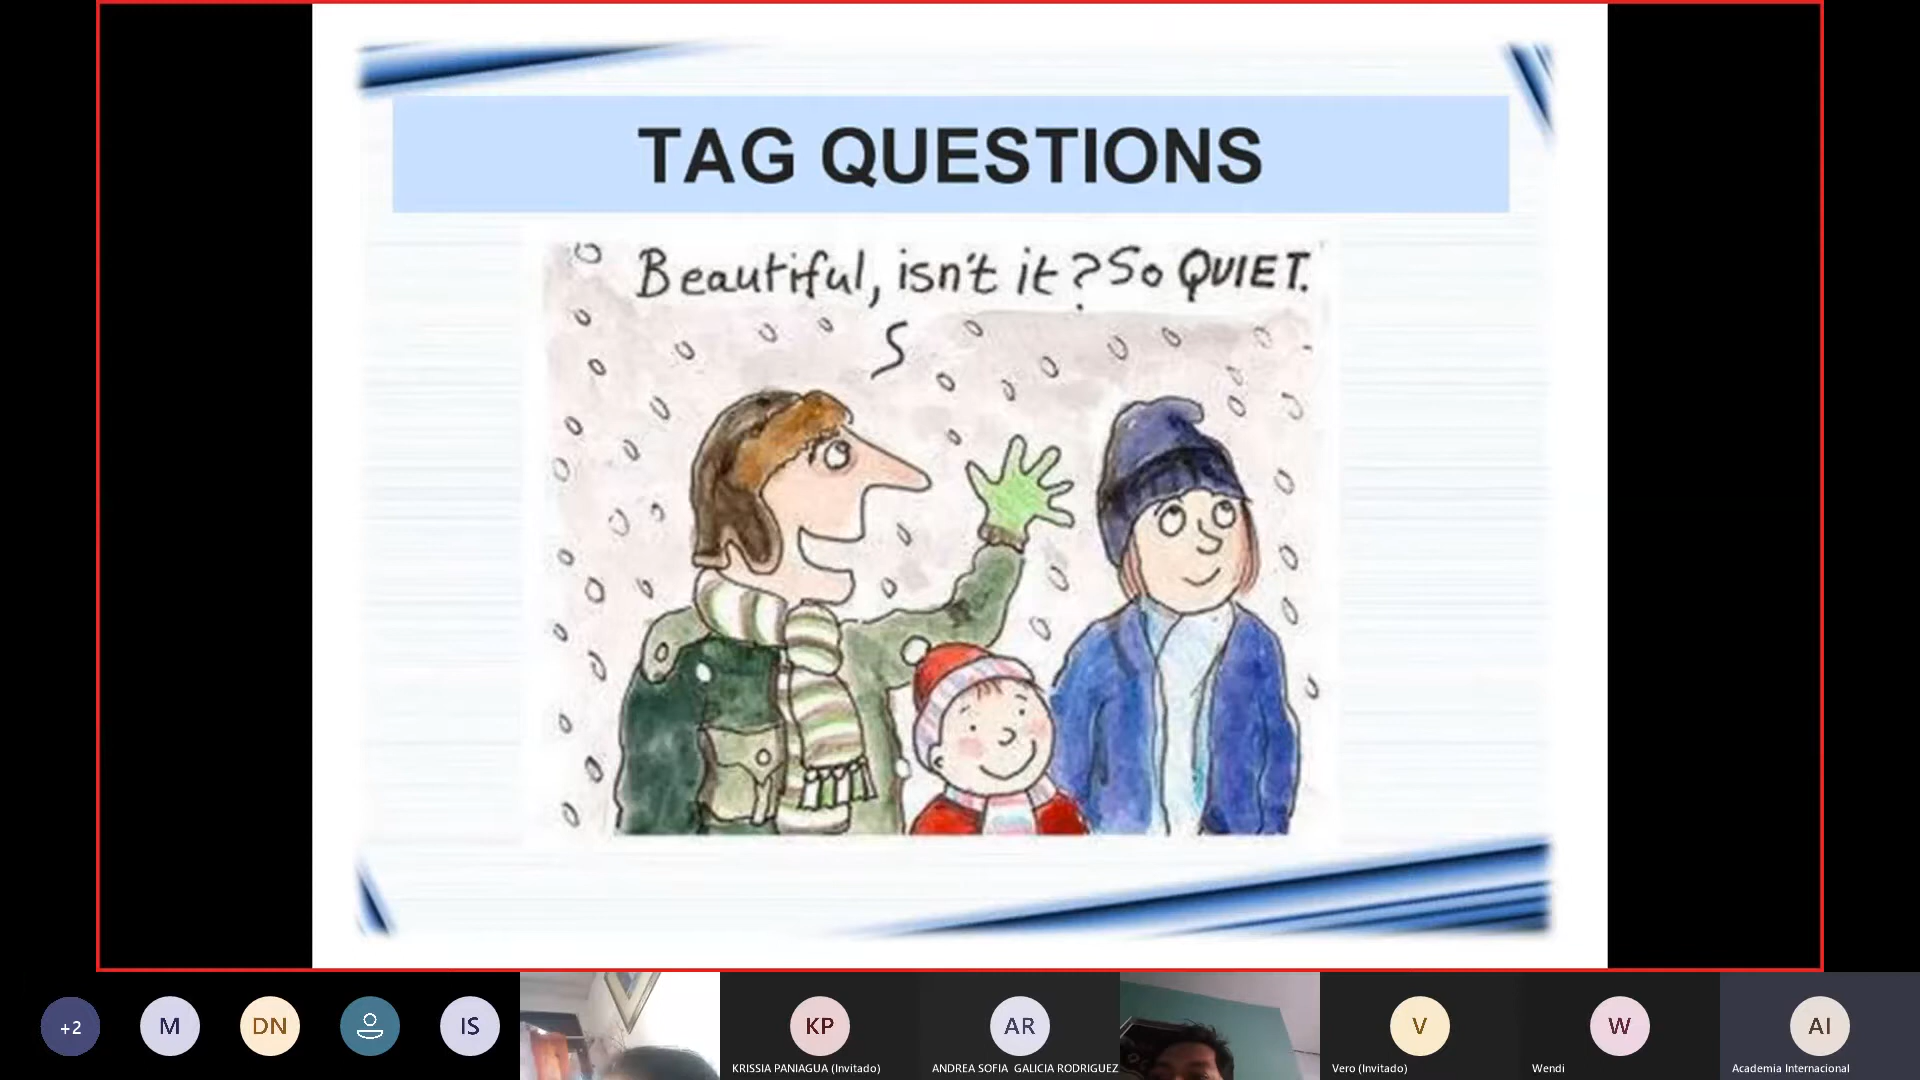 TAG QUESTIONS
Beautiful, isn't it? So QUIET.
+2
M
DN
IS
KP
KRISSIA PANIAGUA (Invitado)
AR
ANDREA SOFIA GALICIA RODRIGUEZ
V
Vero (Invitado)
W
Wendi
AI
Academia Internacional